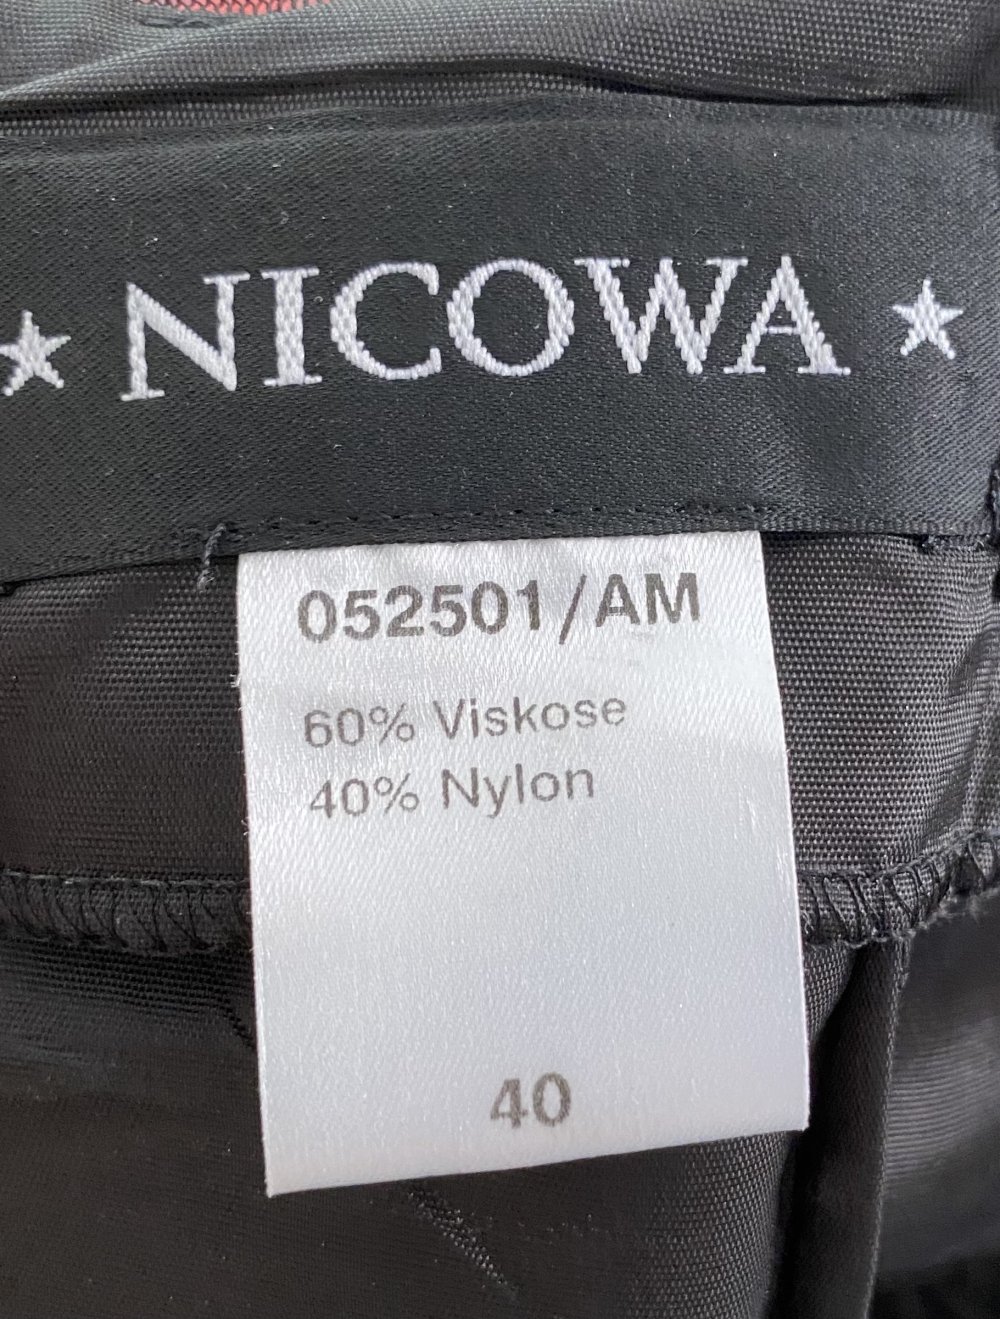 ★ NICOWA ★
052501/AM
60% Viskose
40% Nylon
40